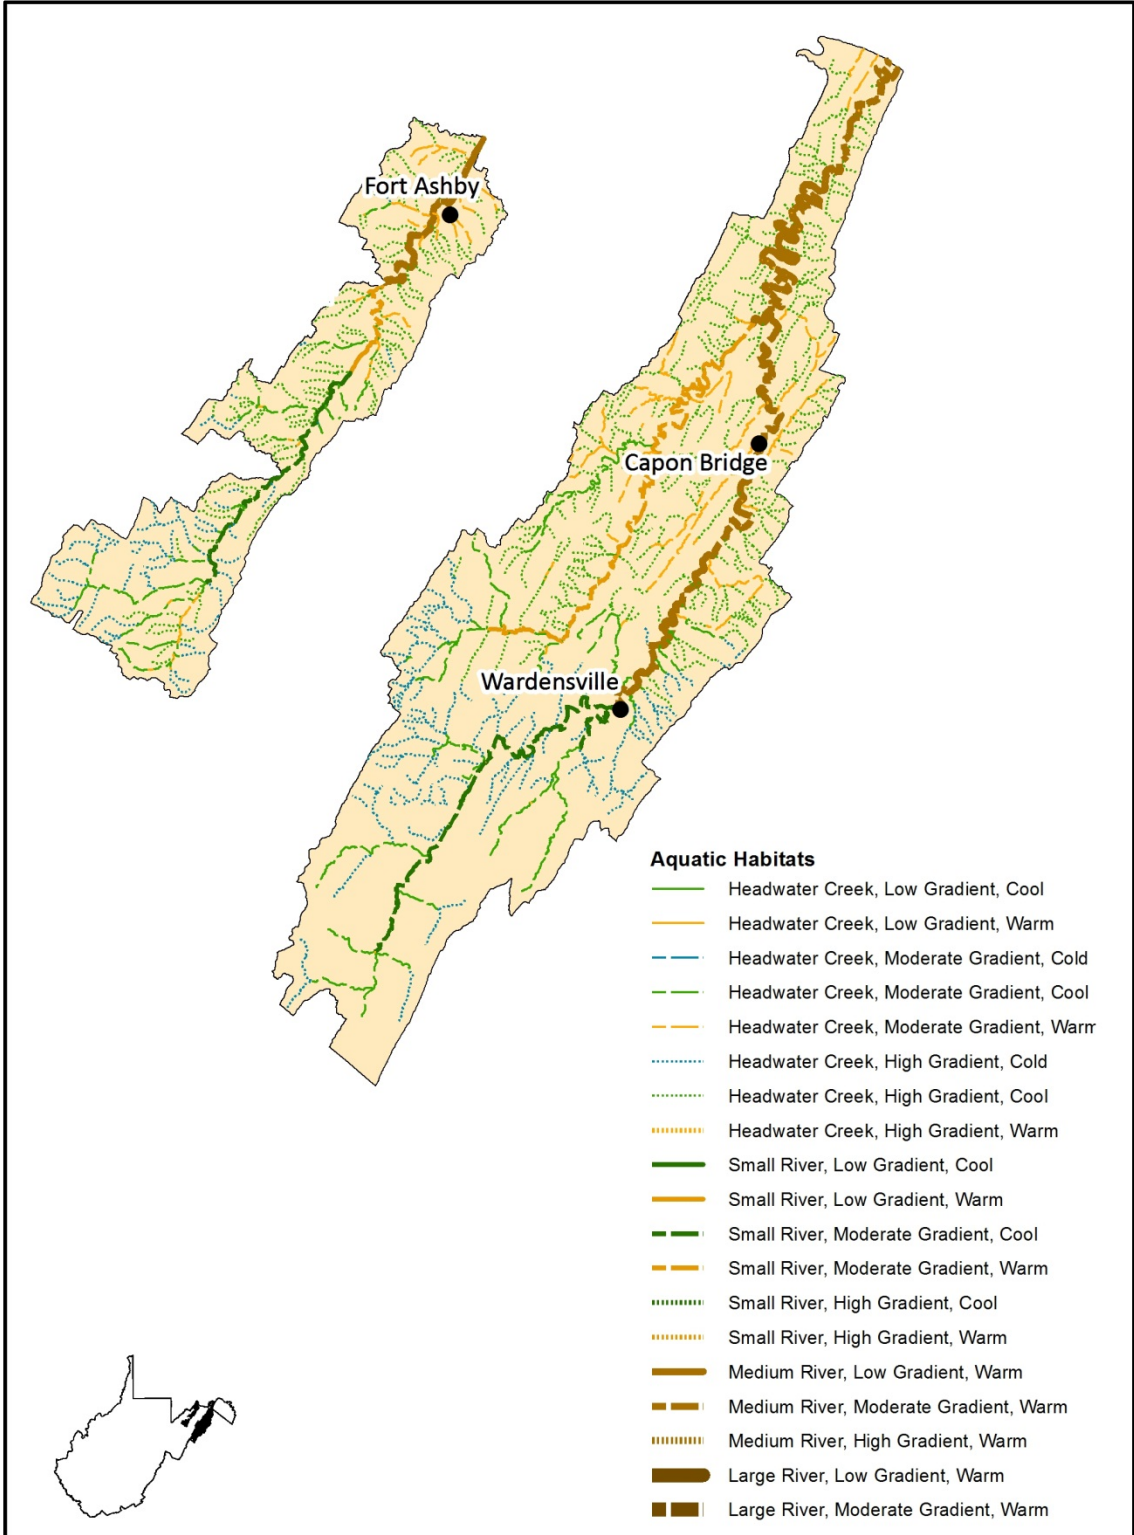 Fort Ashby
Capon Bridge
Wardensville
Aquatic Habitats
Headwater Creek, Low Gradient, Cool
Headwater Creek, Low Gradient, Warm
Headwater Creek, Moderate Gradient, Cold
Headwater Creek, Moderate Gradient, Cool
Headwater Creek, Moderate Gradient, Warm
Headwater Creek, High Gradient, Cold
Headwater Creek, High Gradient, Cool
Headwater Creek, High Gradient, Warm
Small River, Low Gradient, Cool
Small River, Low Gradient, Warm
Small River, Moderate Gradient, Cool
Small River, Moderate Gradient, Warm
Small River, High Gradient, Cool
Small River, High Gradient, Warm
Medium River, Low Gradient, Warm
Medium River, Moderate Gradient, Warm
Medium River, High Gradient, Warm
Large River, Low Gradient, Warm
Large River, Moderate Gradient, Warm